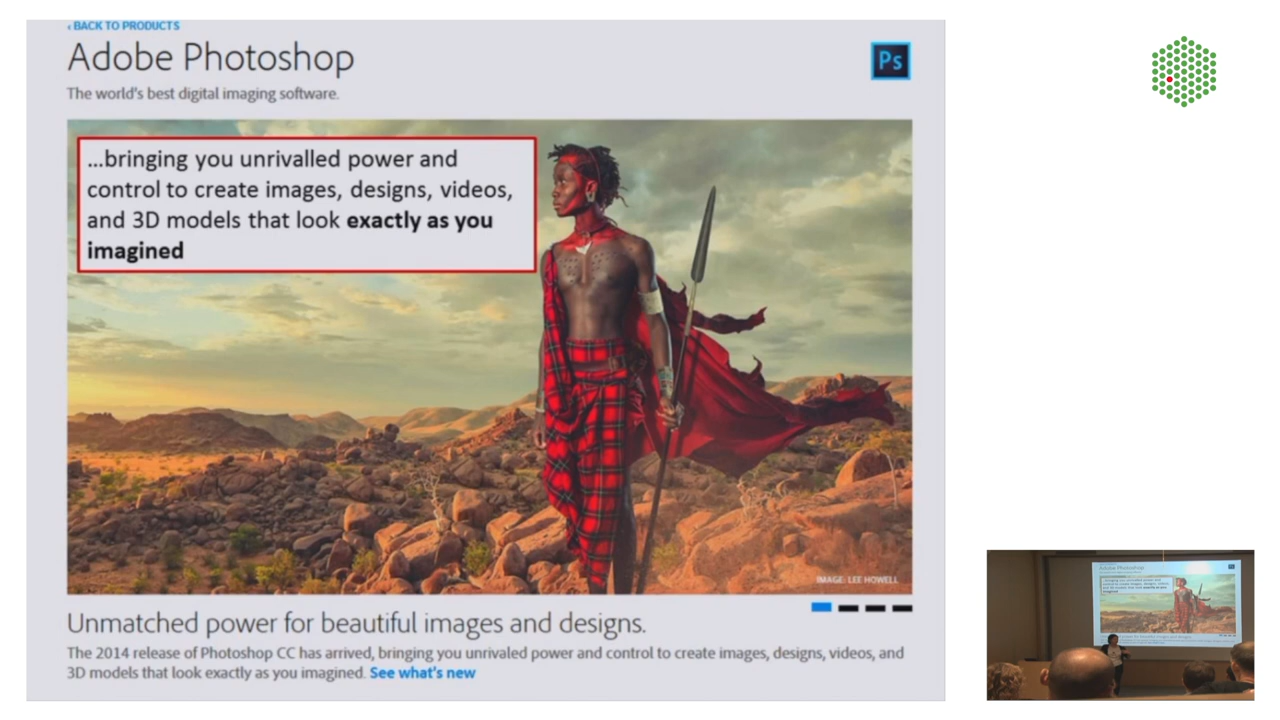 ‹ BACK TO PRODUCTS
Adobe Photoshop
Ps
The world's best digital imaging software.
...bringing you unrivalled power and
control to create images, designs, videos,
and 3D models that look exactly as you
imagined
IMAGE: LEE HOWELL
Unmatched power for beautiful images and designs.
The 2014 release of Photoshop CC has arrived, bringing you unrivaled power and control to create images, designs, videos, and
3D models that look exactly as you imagined. See what's new
Adobe Photoshop